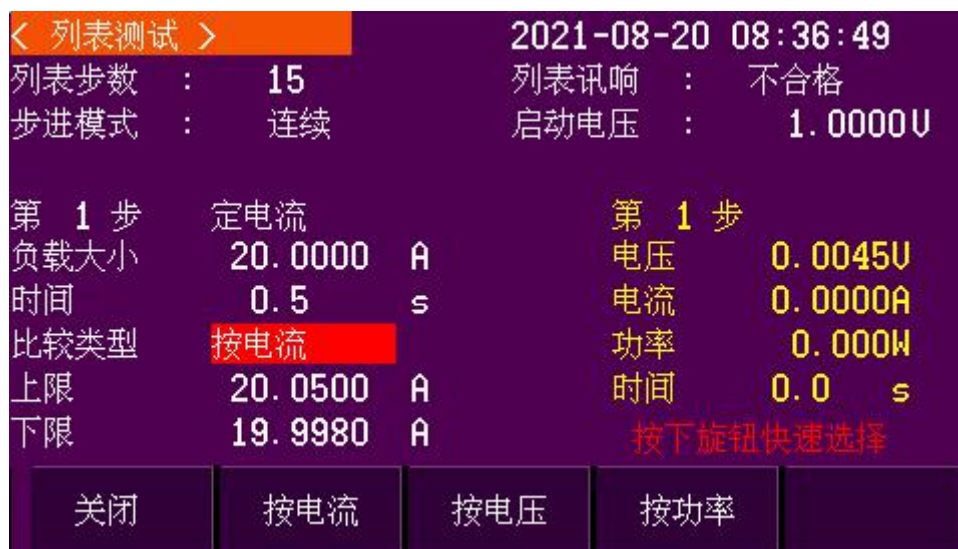 < 列表测试 > 2021-08-20 08:36:49
列表步数 : 15 列表讯响 : 不合格
步进模式 : 连续 启动电压 : 1.0000V
第 1 步 定电流 第 1 步
负载大小 20.0000 A 电压 0.0045V
时间 0.5 s 电流 0.0000A
比较类型 按电流 功率 0.000W
上限 20.0500 A 时间 0.0 s
下限 19.9980 A 按下旋钮快速选择
关闭 按电流 按电压 按功率